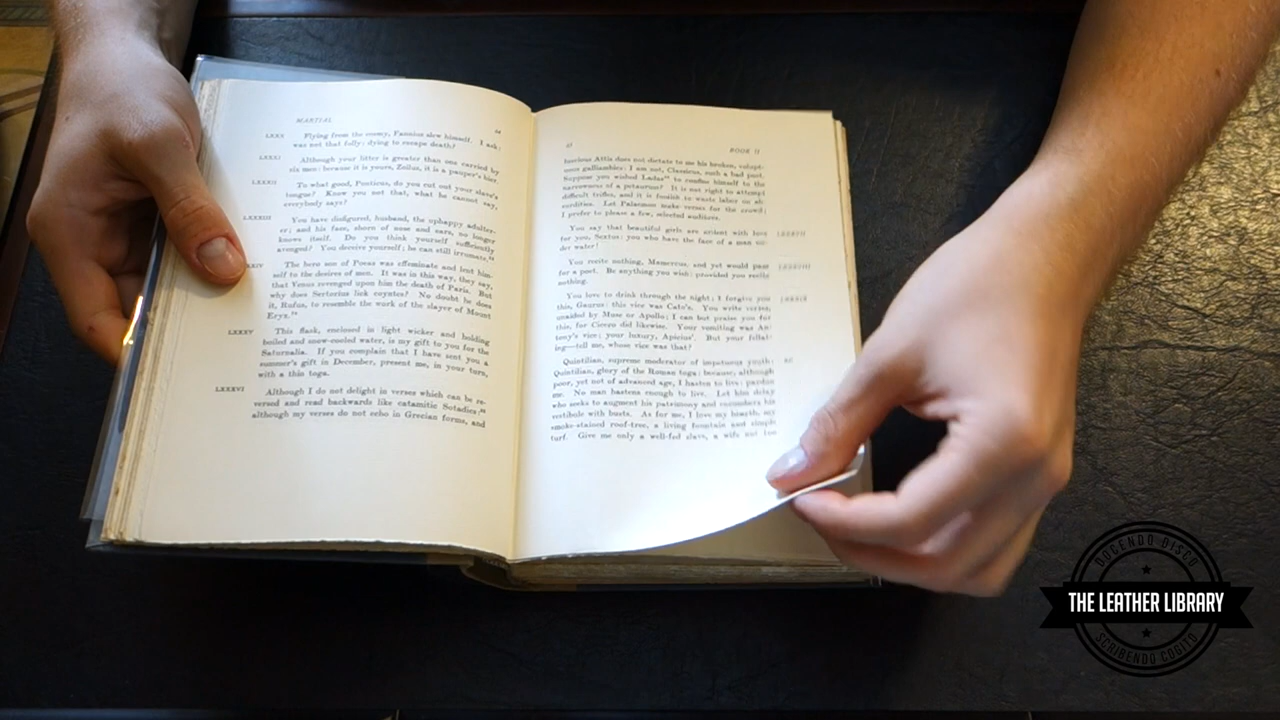 MARTIAL 64
LXXX Flying from the enemy, Fannius slew himself. I ask:
was not that folly: dying to escape death?
LXXXI Although your litter is greater than one carried by
six men: because it is yours, Zoilus, it is a pauper's bier.
LXXXII To what good, Ponticus, do you cut out your slave's
tongue? Know you not, that what he cannot say,
everybody says?
LXXXIII You have disfigured, husband, the unhappy adulter-
er; and his face, shorn of nose and ears, no longer
knows itself. Do you think yourself sufficiently
avenged? You deceive yourself; he can still irrumate.
XIV The hero son of Poeas was effeminate and lent him-
self to the desires of men. It was in this way, they say,
that Venus revenged upon him the death of Paris. But
why does Sertorius lick coyntes? No doubt he does
it, Rufus, to resemble the work of the slayer of Mount
Eryx.
LXXXV This flask, enclosed in light wicker and holding
boiled and snow-cooled water, is my gift to you for the
Saturnalia. If you complain that I have sent you a
summer's gift in December, present me, in your turn,
with a thin toga.
LXXXVI Although I do not delight in verses which can be re-
versed and read backwards like catamitic Sotadics;
although my verses do not echo in Grecian forms, and
BOOK II
luscious Attis does not dictate to me his broken, volupt-
uous galliambics: I am not, Classicus, such a bad poet.
Suppose you wished Ladas to confine himself to the
narrowness of a petaurum? It is not right to attempt
difficult trifles, and it is foolish to waste labor on ab-
surdities. Let Palaemon make verses for the crowd;
I prefer to please a few, selected auditors.
You say that beautiful girls are ardent with love LXXXVII
for you, Sextus: you who have the face of a man un-
der water!
You recite nothing, Mamercus, and yet would pass LXXXVIII
for a poet. Be anything you wish: provided you recite
nothing.
You love to drink through the night; I forgive you LXXXIX
this, Gaurus: this vice was Cato's. You write verses,
unaided by Muse or Apollo; I can but praise you for
this, for Cicero did likewise. Your vomiting was An-
tony's vice; your luxury, Apicius'. But your fellat-
ing—tell me, whose vice was that?
Quintilian, supreme moderator of impetuous youth; XC
Quintilian, glory of the Roman toga: because, although
poor, yet not of advanced age, I hasten to live: pardon
me. No man hastens enough to live. Let him delay
who seeks to augment his patrimony and encumbers his
vestibule with busts. As for me, I love my hearth, my
smoke-stained roof-tree, a living fountain and simple
turf. Give me only a well-fed slave, a wife not too
DOCENDO DISCO
THE LEATHER LIBRARY
SCRIBENDO COGITO